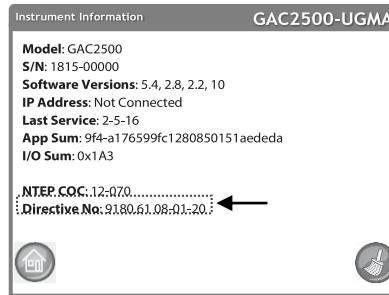 Instrument Information
GAC2500-UGMA
Model: GAC2500
S/N: 1815-00000
Software Versions: 5.4, 2.8, 2.2, 10
IP Address: Not Connected
Last Service: 2-5-16
App Sum: 9f4-a176599fc1280850151aededa
I/O Sum: 0x1A3
NTEP COC: 12-070
Directive No: 9180.61 08-01-20